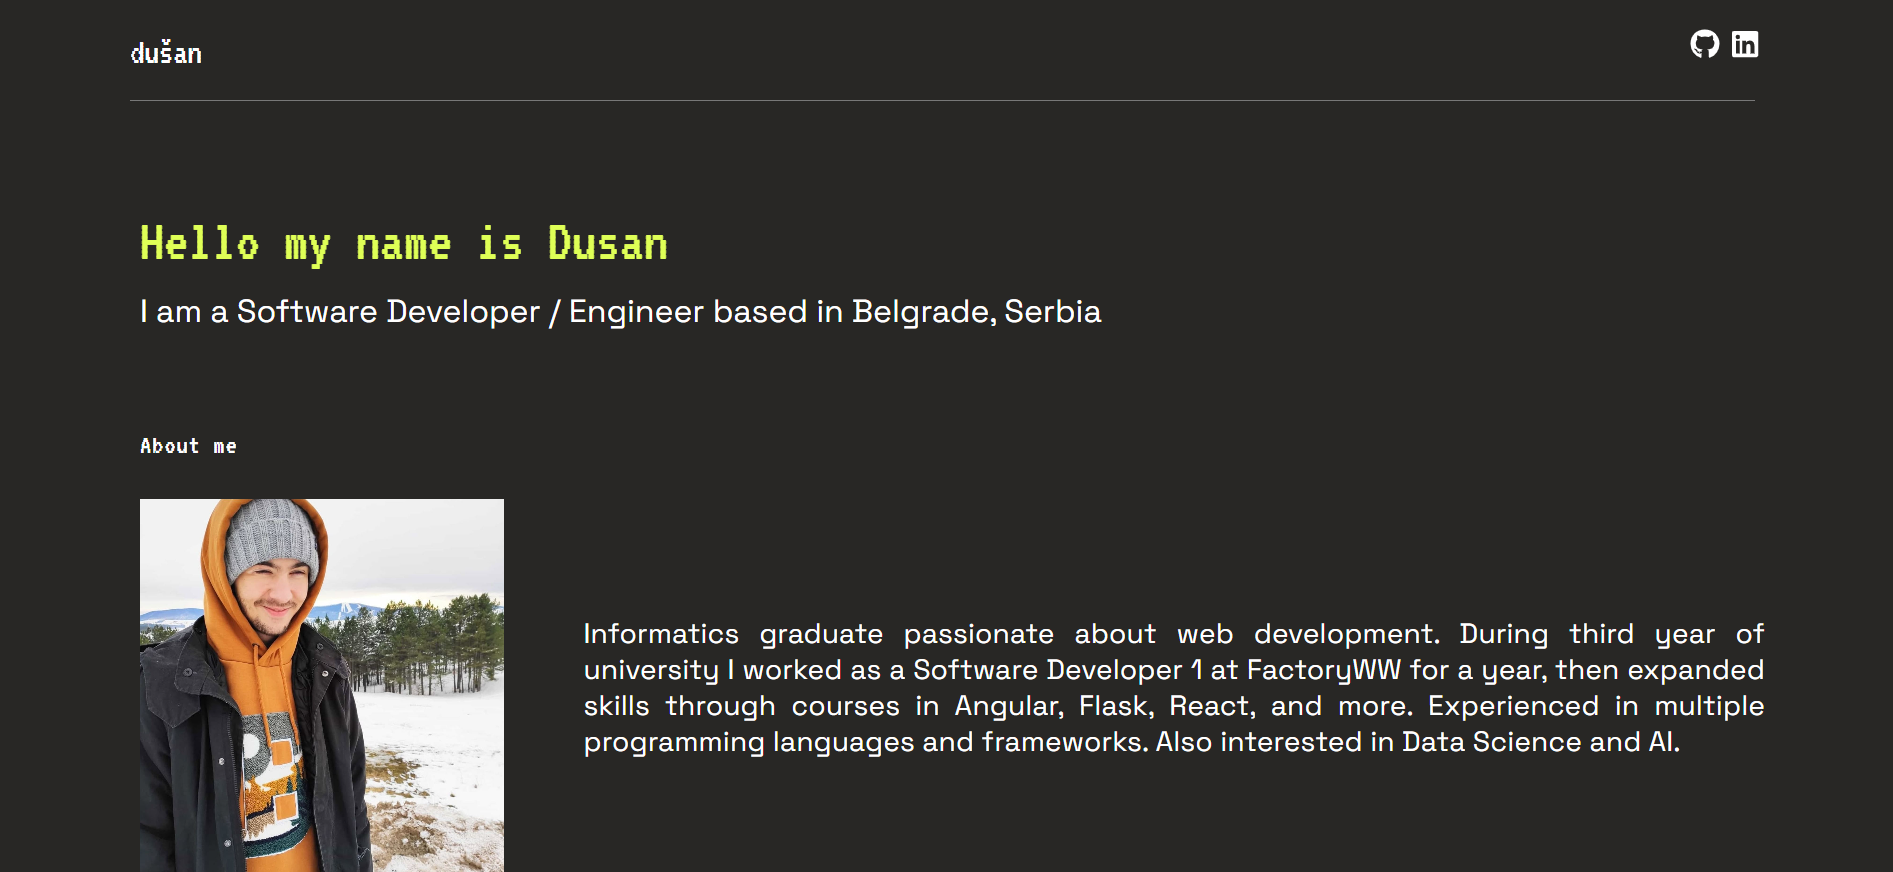 dušan
in
Hello my name is Dusan
I am a Software Developer / Engineer based in Belgrade, Serbia
About me
Informatics graduate passionate about web development. During third year of
university I worked as a Software Developer 1 at FactoryWW for a year, then expanded
skills through courses in Angular, Flask, React, and more. Experienced in multiple
programming languages and frameworks. Also interested in Data Science and AI.